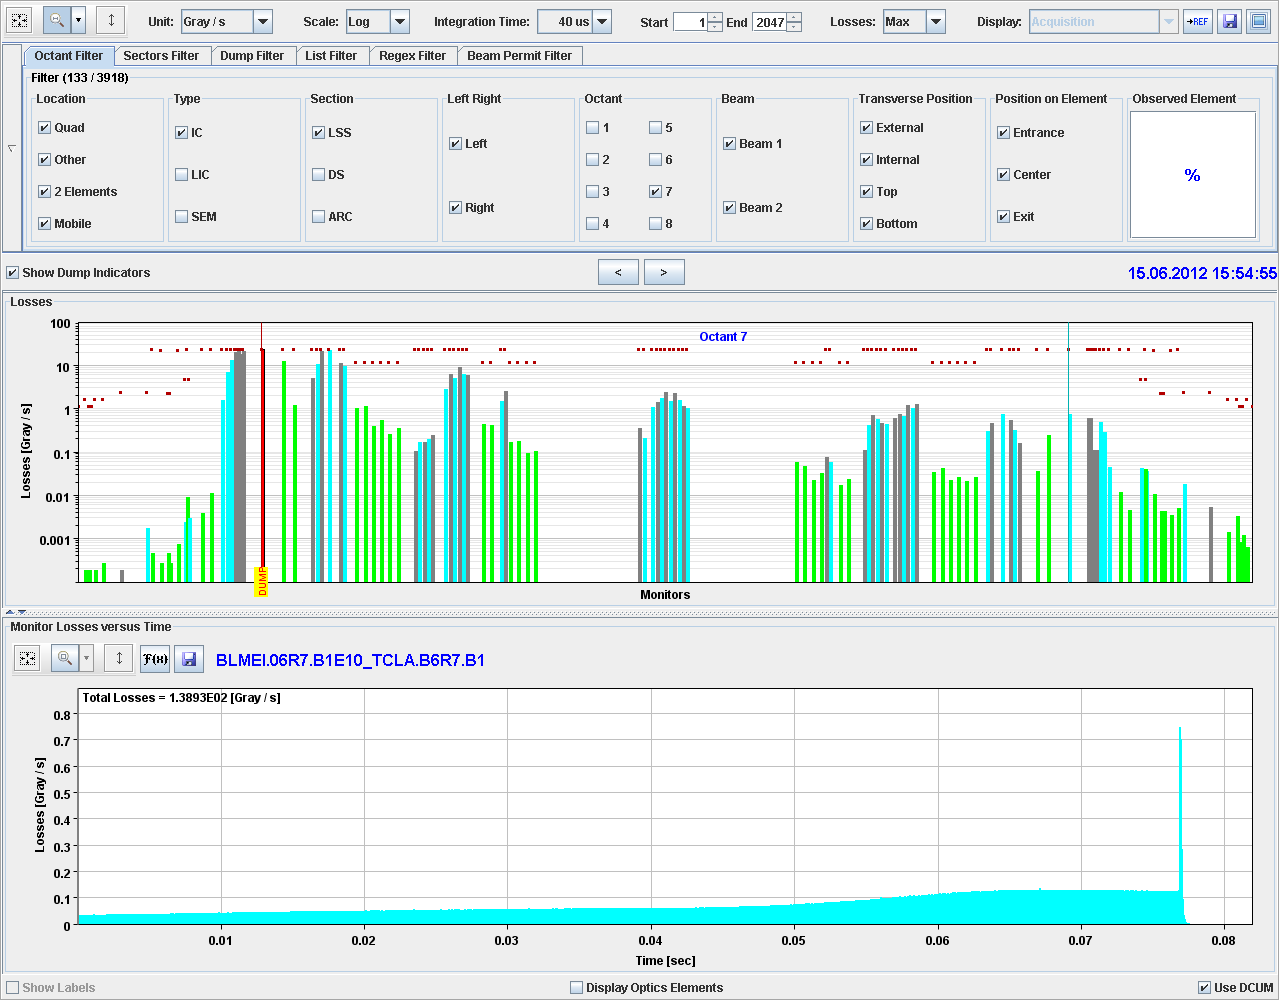 Unit: Gray / s Scale: Log Integration Time: 40 us Start 1 End 2047 Losses: Max Display: Acquisition →REF
Octant Filter Sectors Filter Dump Filter List Filter Regex Filter Beam Permit Filter
Filter (133 / 3918)
Location Type Section Left Right Octant Beam Transverse Position Position on Element Observed Element
Quad IC LSS Left 1 5 Beam 1 External Entrance %
Other LIC DS Right 2 6 Beam 2 Internal Center
2 Elements SEM ARC 3 7 Top Exit
Mobile 4 8 Bottom
Show Dump Indicators < > 15.06.2012 15:54:55
Losses
Octant 7
Losses [Gray / s]
100
10
1
0.1
0.01
0.001
DUMP
Monitors
Monitor Losses versus Time
F(x) BLMEI.06R7.B1E10_TCLA.B6R7.B1
Total Losses = 1.3893E02 [Gray / s]
Losses [Gray / s]
0.8
0.7
0.6
0.5
0.4
0.3
0.2
0.1
0
0.01 0.02 0.03 0.04 0.05 0.06 0.07 0.08
Time [sec]
Show Labels Display Optics Elements Use DCUM